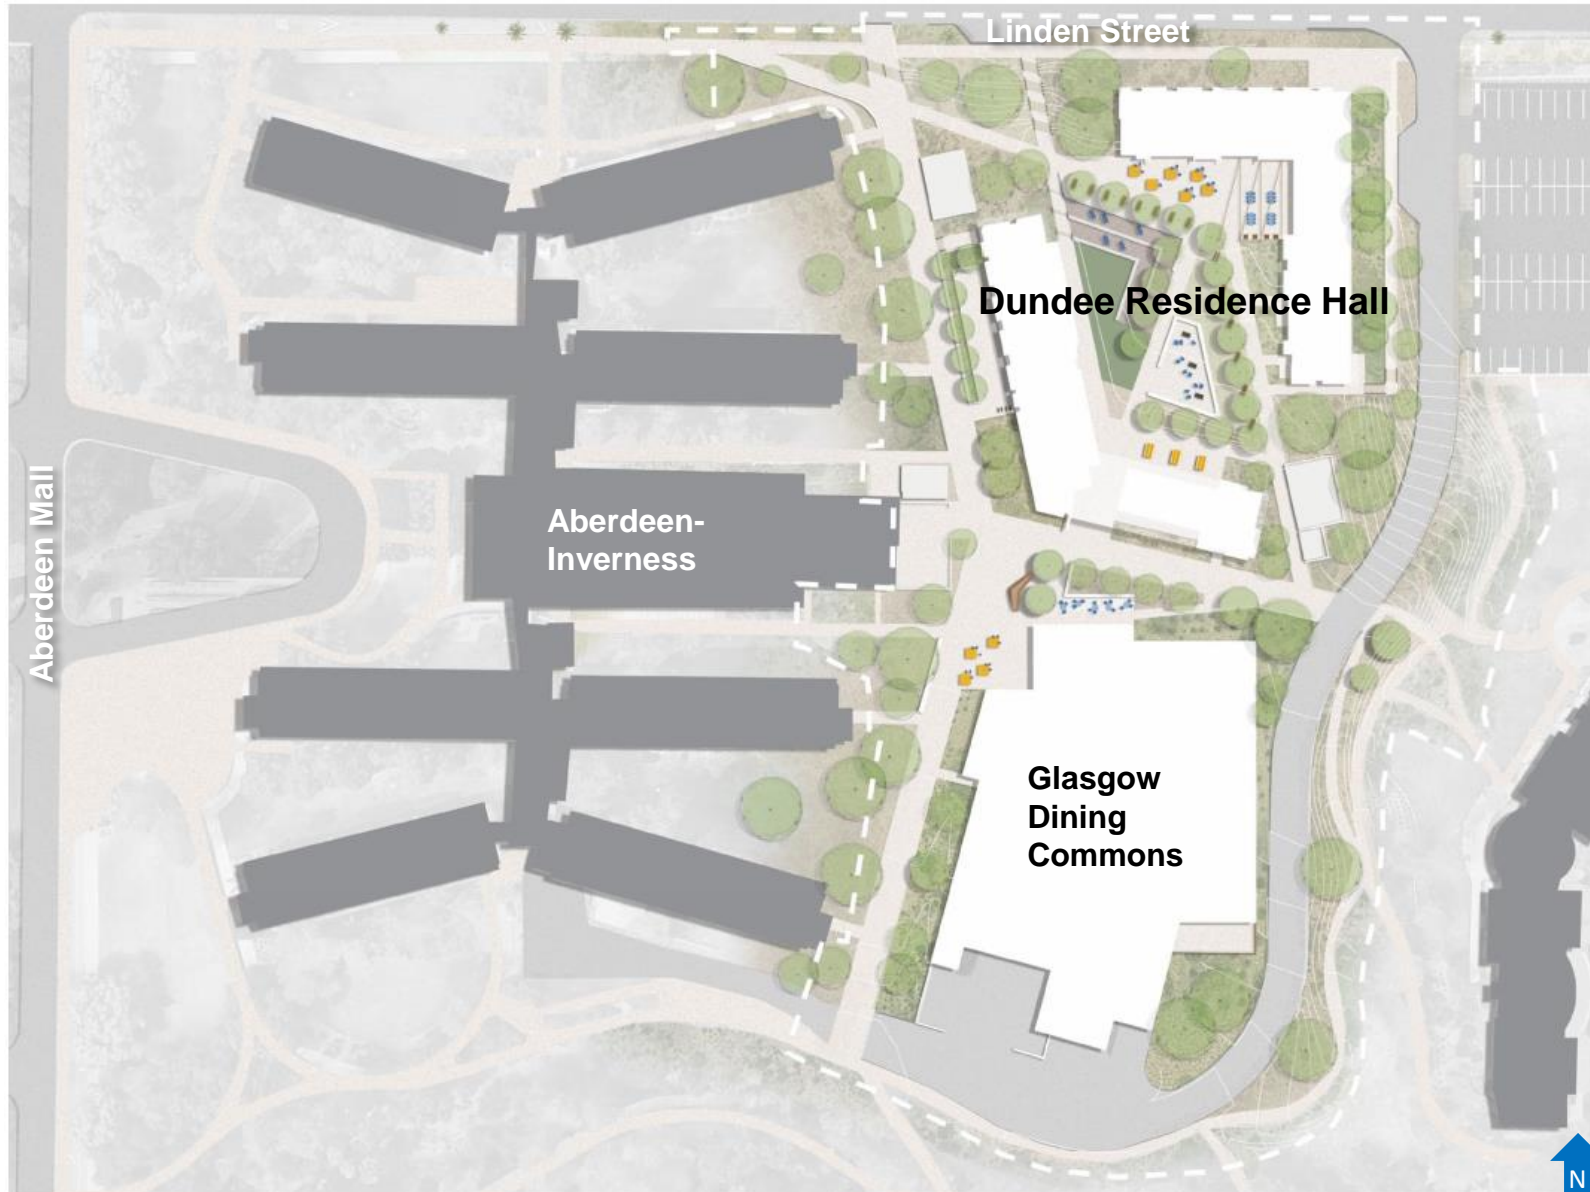 Linden Street
Dundee Residence Hall
Aberdeen Mall
Aberdeen-
Inverness
Glasgow
Dining
Commons
N